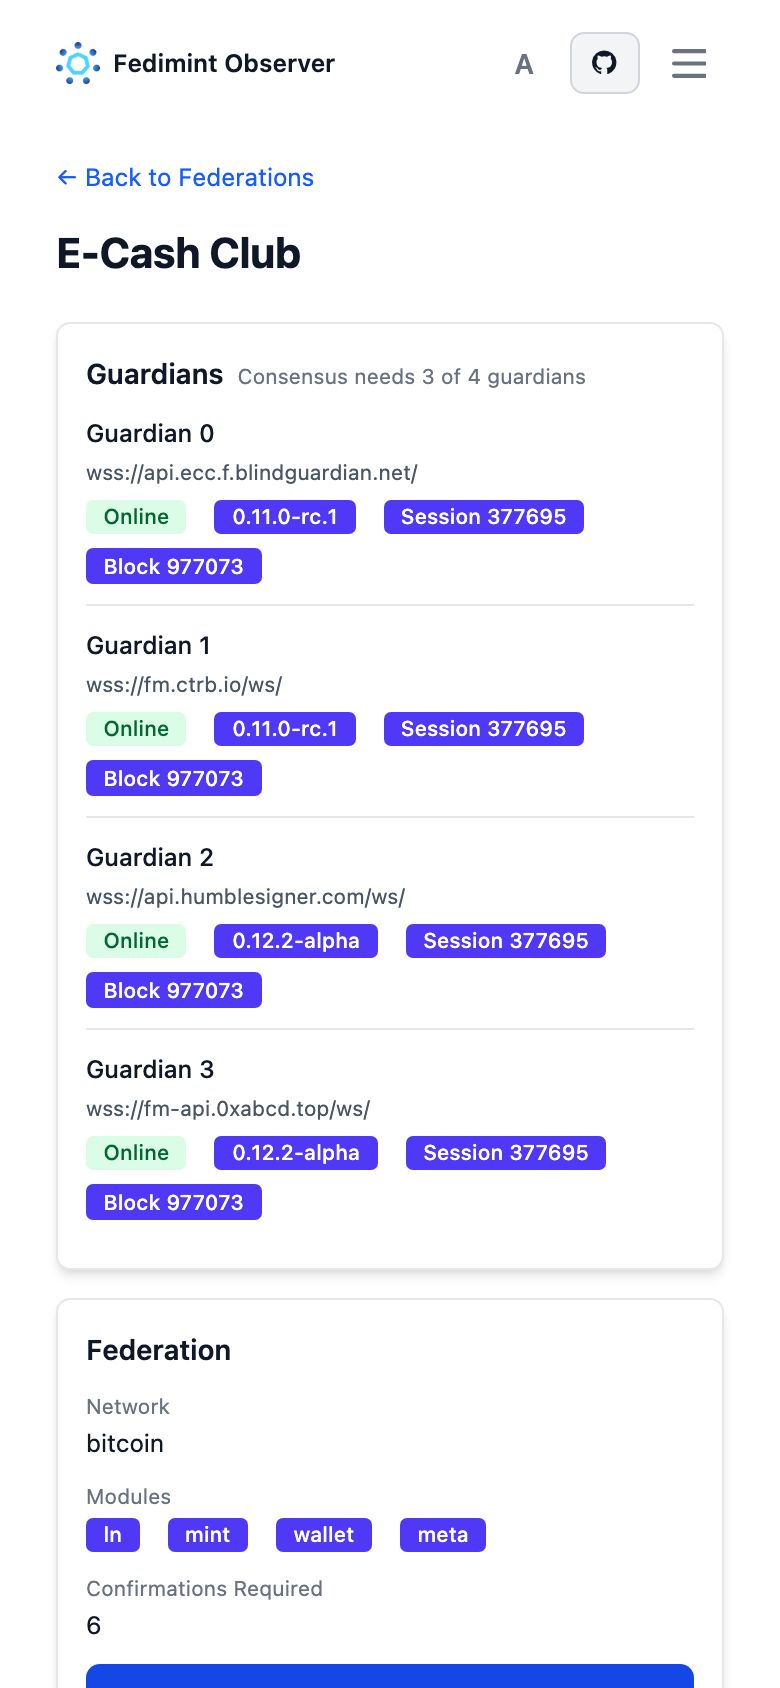 Fedimint Observer A
← Back to Federations
E-Cash Club
Guardians Consensus needs 3 of 4 guardians
Guardian 0
wss://api.ecc.f.blindguardian.net/
Online 0.11.0-rc.1 Session 377695
Block 977073
Guardian 1
wss://fm.ctrb.io/ws/
Online 0.11.0-rc.1 Session 377695
Block 977073
Guardian 2
wss://api.humblesigner.com/ws/
Online 0.12.2-alpha Session 377695
Block 977073
Guardian 3
wss://fm-api.0xabcd.top/ws/
Online 0.12.2-alpha Session 377695
Block 977073
Federation
Network
bitcoin
Modules
ln mint wallet meta
Confirmations Required
6